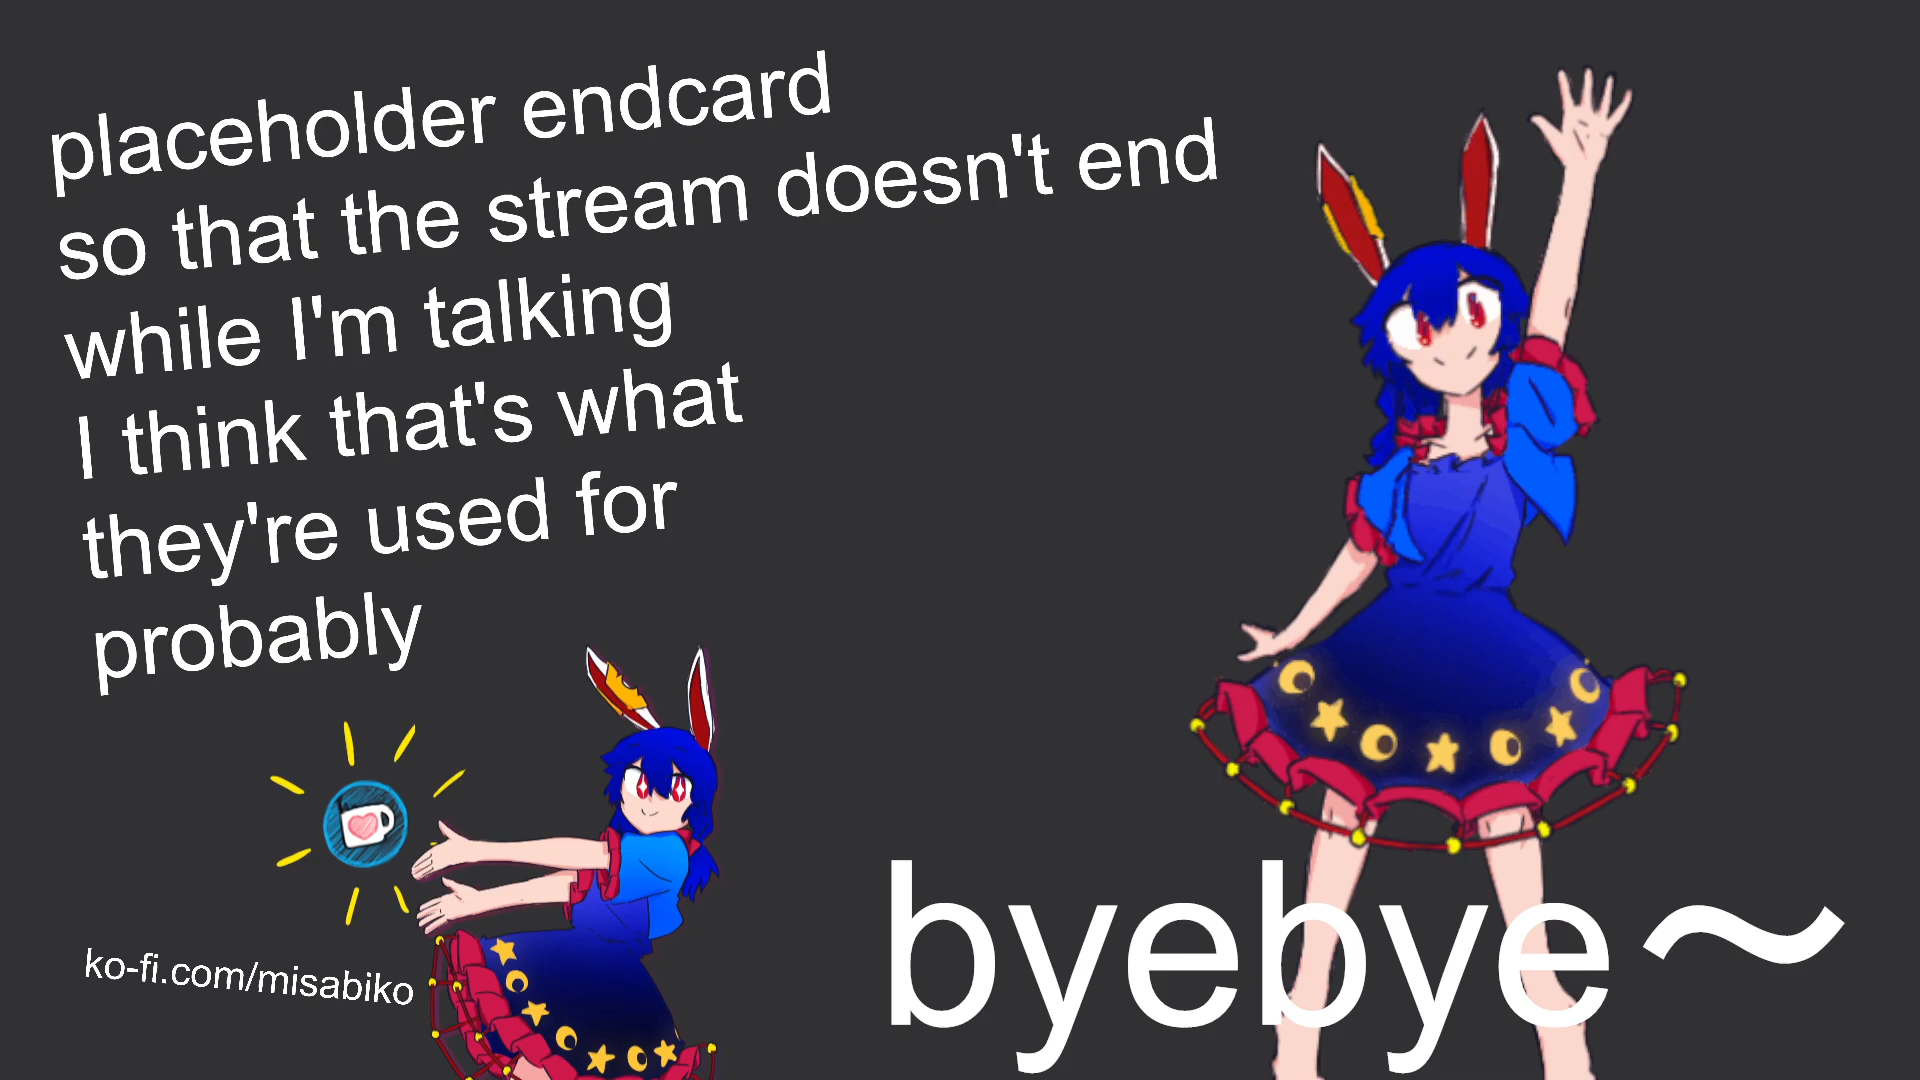 placeholder endcard
so that the stream doesn't end
while I'm talking
I think that's what
they're used for
probably
ko-fi.com/misabiko
byebye～